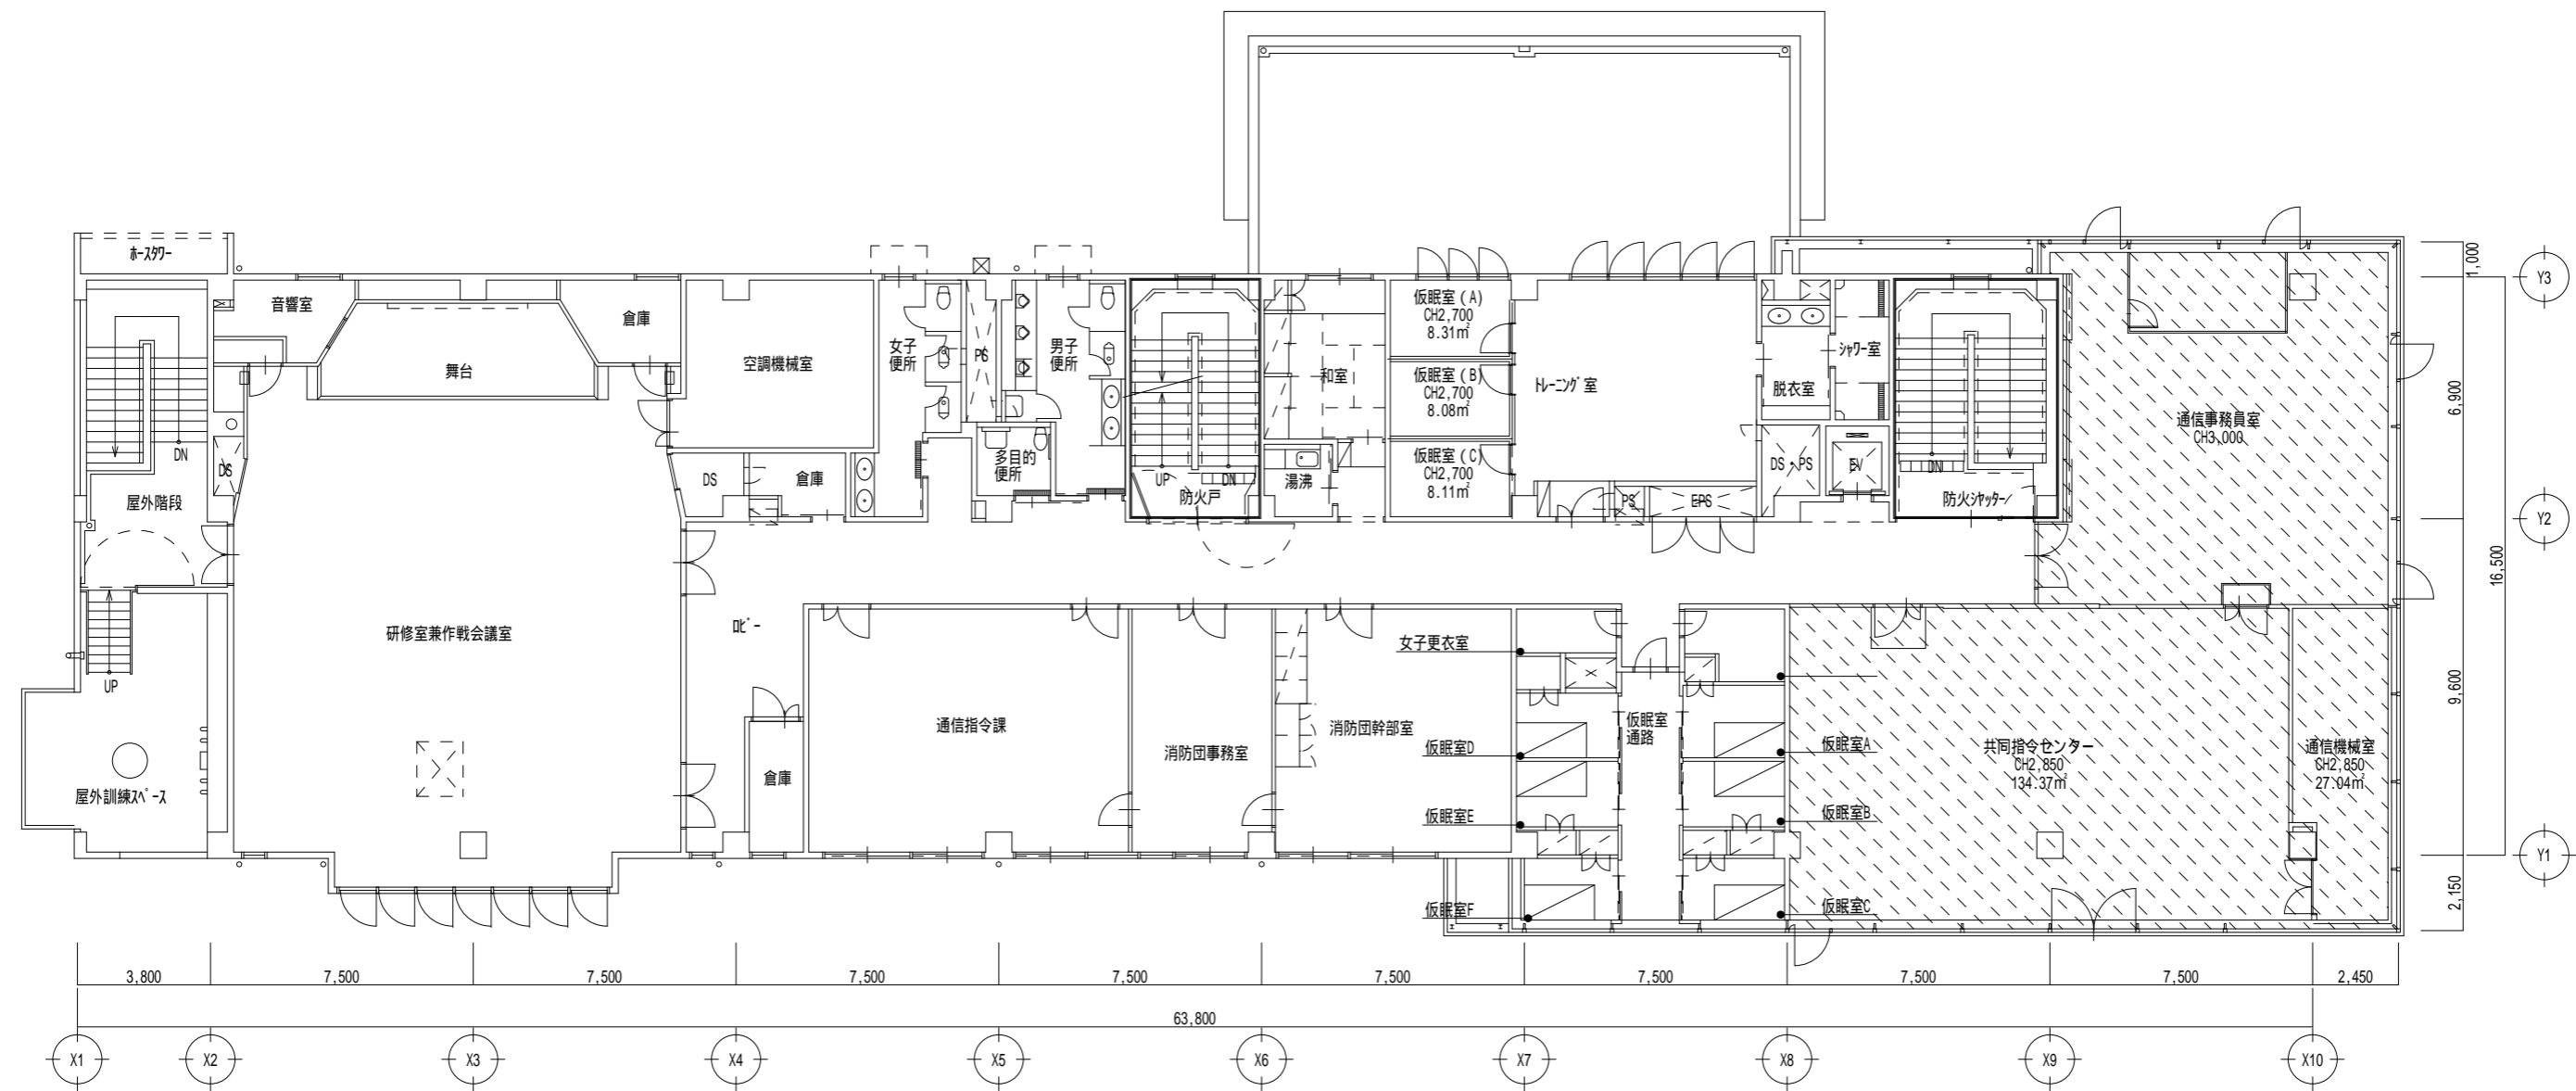 ホースタワー
音響室
舞台
倉庫
空調機械室
女子
便所
PS
男子
便所
多目的
便所
DS
倉庫
DN
DS
屋外階段
UP
DN
防火戸
和室
湯沸
仮眠室(A)
CH2,700
8.31㎡
仮眠室(B)
CH2,700
8.08㎡
仮眠室(C)
CH2,700
8.11㎡
トレーニング室
PS
EPS
脱衣室
シャワー室
DS・PS
EV
DN
防火シャッター
通信事務員室
CH3,000
研修室兼作戦会議室
UP
屋外訓練スペース
ロビー
倉庫
通信指令課
消防団事務室
消防団幹部室
女子更衣室
仮眠室D
仮眠室E
仮眠室F
仮眠室
通路
仮眠室A
仮眠室B
仮眠室C
共同指令センター
CH2,850
134.37㎡
通信機械室
CH2,850
27.04㎡
1,000
6,900
9,600
2,150
16,500
Y3
Y2
Y1
3,800
7,500
7,500
7,500
7,500
7,500
7,500
7,500
7,500
2,450
63,800
X1
X2
X3
X4
X5
X6
X7
X8
X9
X10